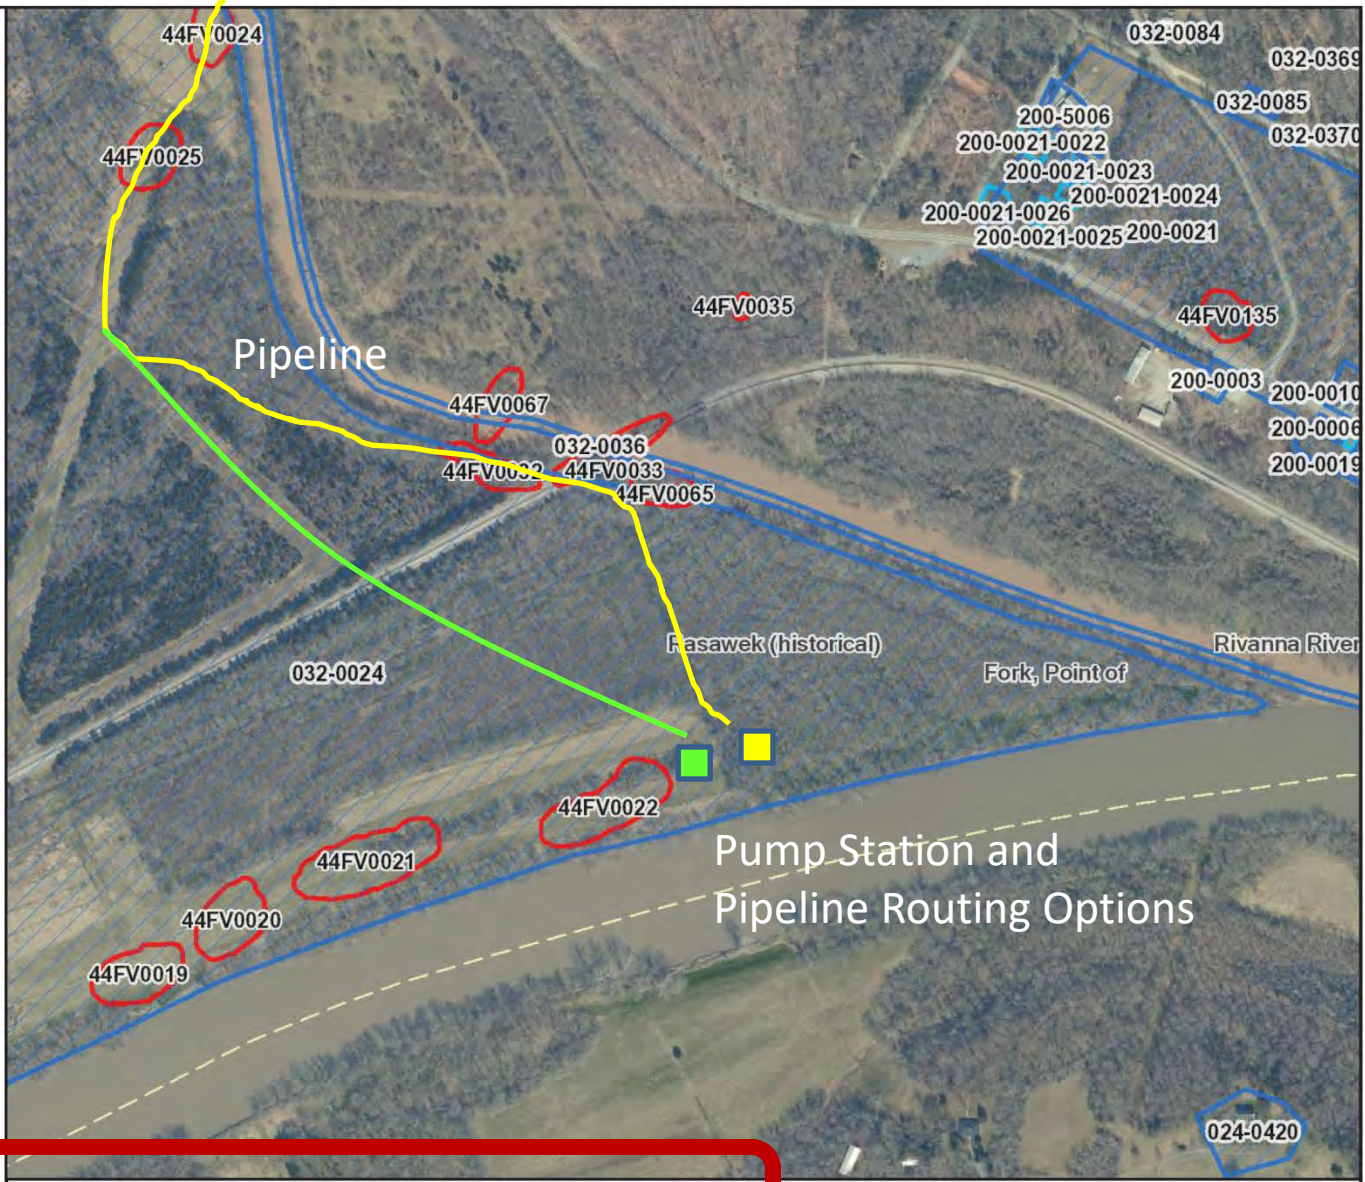 44FV0024
032-0084
032-0369
032-0085
200-5006
032-0370
200-0021-0022
44FV0025
200-0021-0023
200-0021-0024
200-0021-0026
200-0021-0025
200-0021
44FV0035
44FV0135
Pipeline
200-0003
200-0010
44FV0067
200-0006
032-0036
200-0019
44FV0032
44FV0033
44FV0065
Rasawek (historical)
Rivanna River
032-0024
Fork, Point of
44FV0022
Pump Station and
44FV0021
Pipeline Routing Options
44FV0020
44FV0019
024-0420